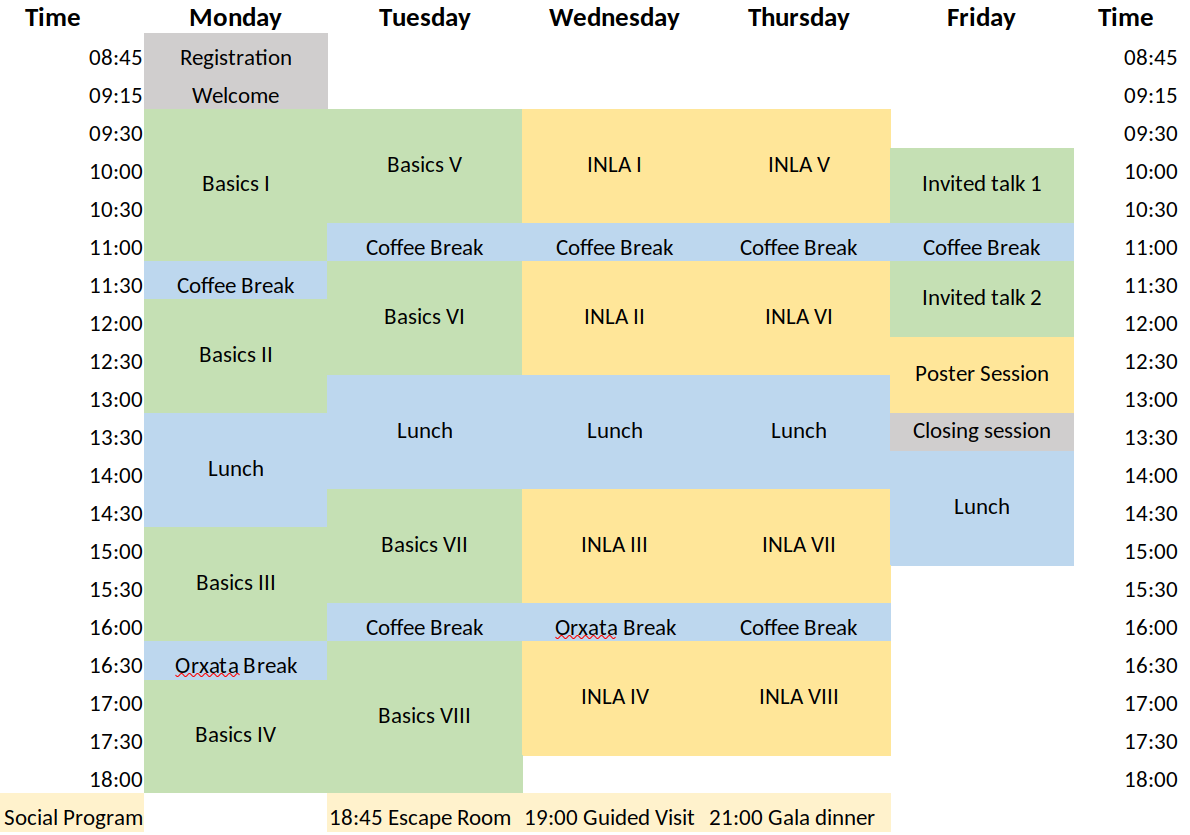 Time Monday Tuesday Wednesday Thursday Friday Time
08:45 Registration 08:45
09:15 Welcome 09:15
09:30 09:30
Basics V INLA I INLA V
10:00 10:00
Basics I Invited talk 1
10:30 10:30
11:00 Coffee Break Coffee Break Coffee Break Coffee Break 11:00
11:30 Coffee Break 11:30
Invited talk 2
Basics VI INLA II INLA VI
12:00 12:00
Basics II
12:30 12:30
Poster Session
13:00 13:00
Lunch Lunch Lunch Closing session
13:30 13:30
Lunch
14:00 14:00
Lunch
14:30 14:30
Basics VII INLA III INLA VII
15:00 15:00
Basics III
15:30 15:30
16:00 Coffee Break Orxata Break Coffee Break 16:00
16:30 Orxata Break 16:30
INLA IV INLA VIII
17:00 17:00
Basics VIII
Basics IV
17:30 17:30
18:00 18:00
Social Program 18:45 Escape Room 19:00 Guided Visit 21:00 Gala dinner